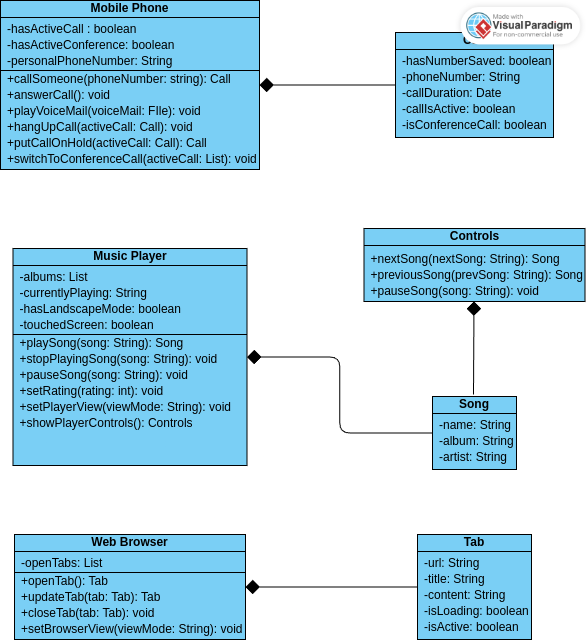 Mobile Phone
-hasActiveCall : boolean
-hasActiveConference: boolean
-personalPhoneNumber: String
+callSomeone(phoneNumber: string): Call
+answerCall(): void
+playVoiceMail(voiceMail: FIle): void
+hangUpCall(activeCall: Call): void
+putCallOnHold(activeCall: Call): Call
+switchToConferenceCall(activeCall: List): void
Made with
Visual Paradigm
For non-commercial use
-hasNumberSaved: boolean
-phoneNumber: String
-callDuration: Date
-callIsActive: boolean
-isConferenceCall: boolean
Music Player
-albums: List
-currentlyPlaying: String
-hasLandscapeMode: boolean
-touchedScreen: boolean
+playSong(song: String): Song
+stopPlayingSong(song: String): void
+pauseSong(song: String): void
+setRating(rating: int): void
+setPlayerView(viewMode: String): void
+showPlayerControls(): Controls
Controls
+nextSong(nextSong: String): Song
+previousSong(prevSong: String): Song
+pauseSong(song: String): void
Song
-name: String
-album: String
-artist: String
Web Browser
-openTabs: List
+openTab(): Tab
+updateTab(tab: Tab): Tab
+closeTab(tab: Tab): void
+setBrowserView(viewMode: String): void
Tab
-url: String
-title: String
-content: String
-isLoading: boolean
-isActive: boolean